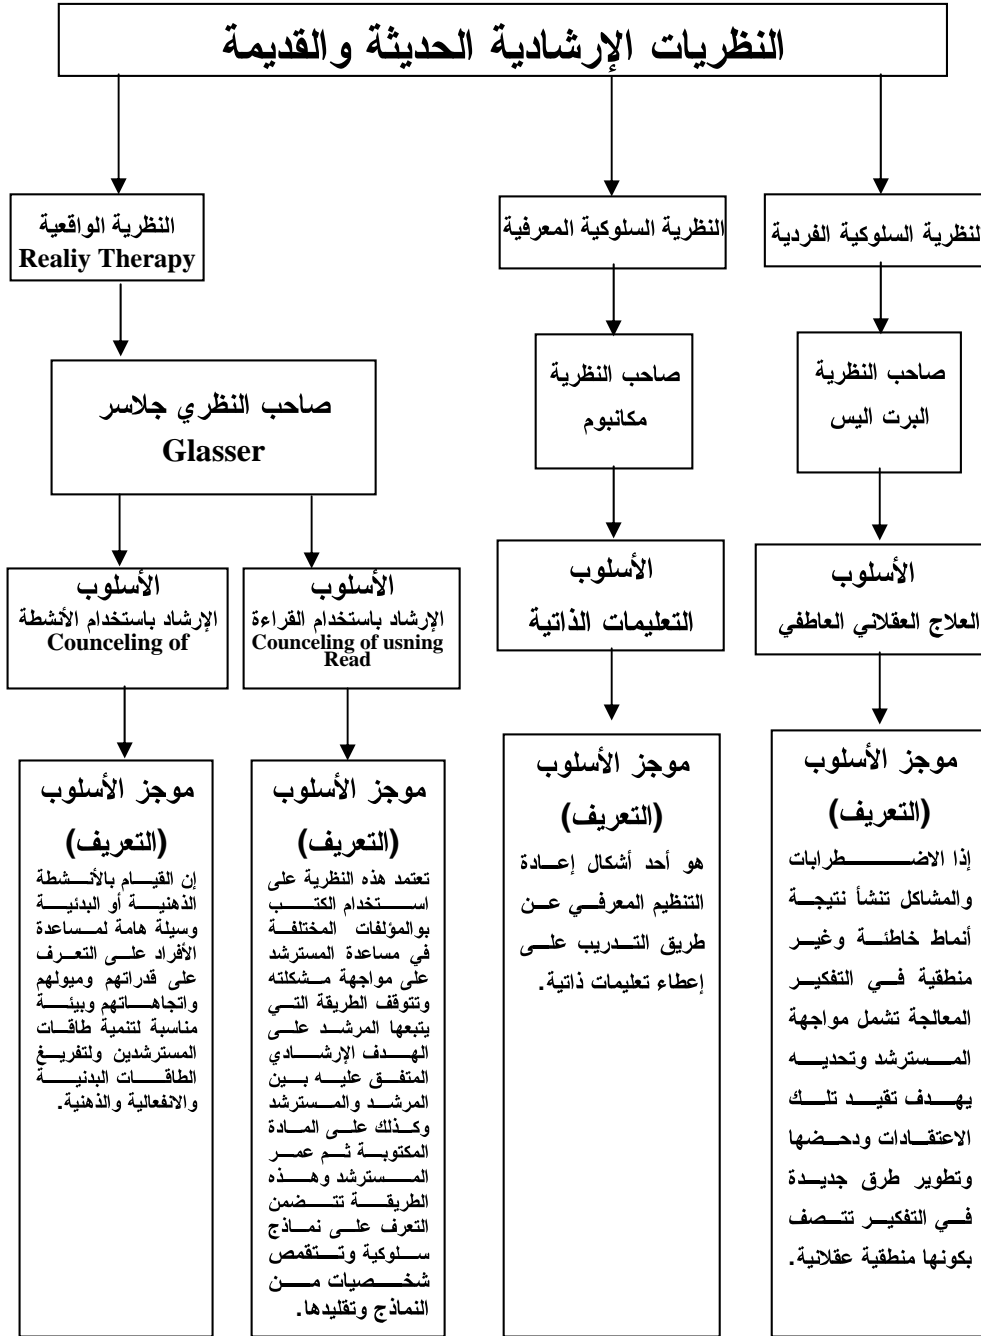 النظريات الإرشادية الحديثة والقديمة
النظرية السلوكية الفردية
صاحب النظرية
البرت اليس
الأسلوب
العلاج العقلاني العاطفي
موجز الأسلوب
(التعريف)
إذا الاضطرابات
والمشاكل تنشأ نتيجة
أنماط خاطئة وغير
منطقية في التفكير
المعالجة تشمل مواجهة
المسترشد وتحديه
يهدف تقيد تلك
الاعتقادات ودحضها
وتطوير طرق جديدة
في التفكير تتصف
بكونها منطقية عقلانية.
النظرية السلوكية المعرفية
صاحب النظرية
مكانبوم
الأسلوب
التعليمات الذاتية
موجز الأسلوب
(التعريف)
هو أحد أشكال إعادة
التنظيم المعرفي عن
طريق التدريب على
إعطاء تعليمات ذاتية.
النظرية الواقعية
Realiy Therapy
صاحب النظري جلاسر
Glasser
الأسلوب
الإرشاد باستخدام القراءة
Counceling of usning
Read
موجز الأسلوب
(التعريف)
تعتمد هذه النظرية على
استخدام الكتب
بوالمؤلفات المختلفة
في مساعدة المسترشد
على مواجهة مشكلته
وتتوقف الطريقة التي
يتبعها المرشد على
الهدف الإرشادي
المتفق عليه بين
المرشد والمسترشد
وكذلك على المادة
المكتوبة ثم عمر
المسترشد وهذه
الطريقة تتضمن
التعرف على نماذج
سلوكية وتستقمص
شخصيات من
النماذج وتقليدها.
الأسلوب
الإرشاد باستخدام الأنشطة
Counceling of
موجز الأسلوب
(التعريف)
إن القيام بالأنشطة
الذهنية أو البدنية
وسيلة هامة لمساعدة
الأفراد على التعرف
على قدراتهم وميولهم
واتجاهاتهم وبيئة
مناسبة لتنمية طاقات
المسترشدين ولتفريغ
الطاقات البدنية
والانفعالية والذهنية.